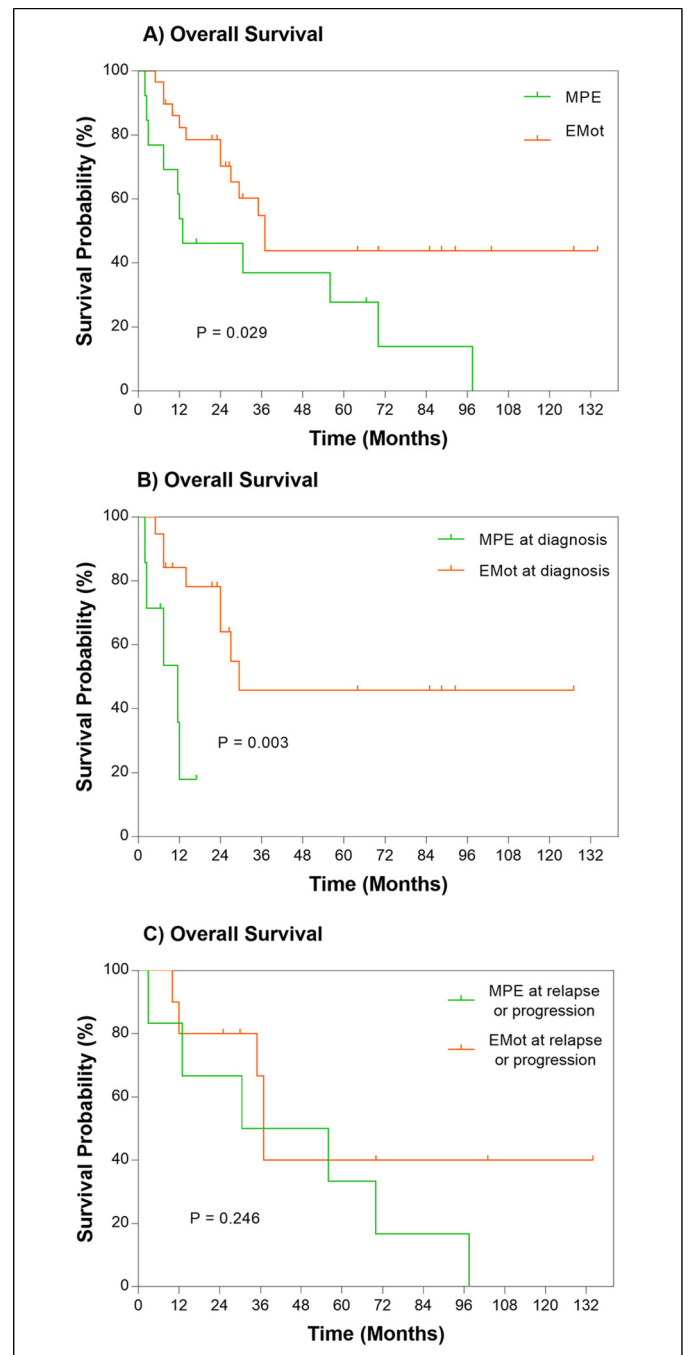 A) Overall Survival
Survival Probability (%)
100
80
60
40
20
0
MPE
EMot
P = 0.029
0 12 24 36 48 60 72 84 96 108 120 132
Time (Months)
B) Overall Survival
Survival Probability (%)
100
80
60
40
20
0
MPE at diagnosis
EMot at diagnosis
P = 0.003
0 12 24 36 48 60 72 84 96 108 120 132
Time (Months)
C) Overall Survival
Survival Probability (%)
100
80
60
40
20
0
MPE at relapse
or progression
EMot at relapse
or progression
P = 0.246
0 12 24 36 48 60 72 84 96 108 120 132
Time (Months)